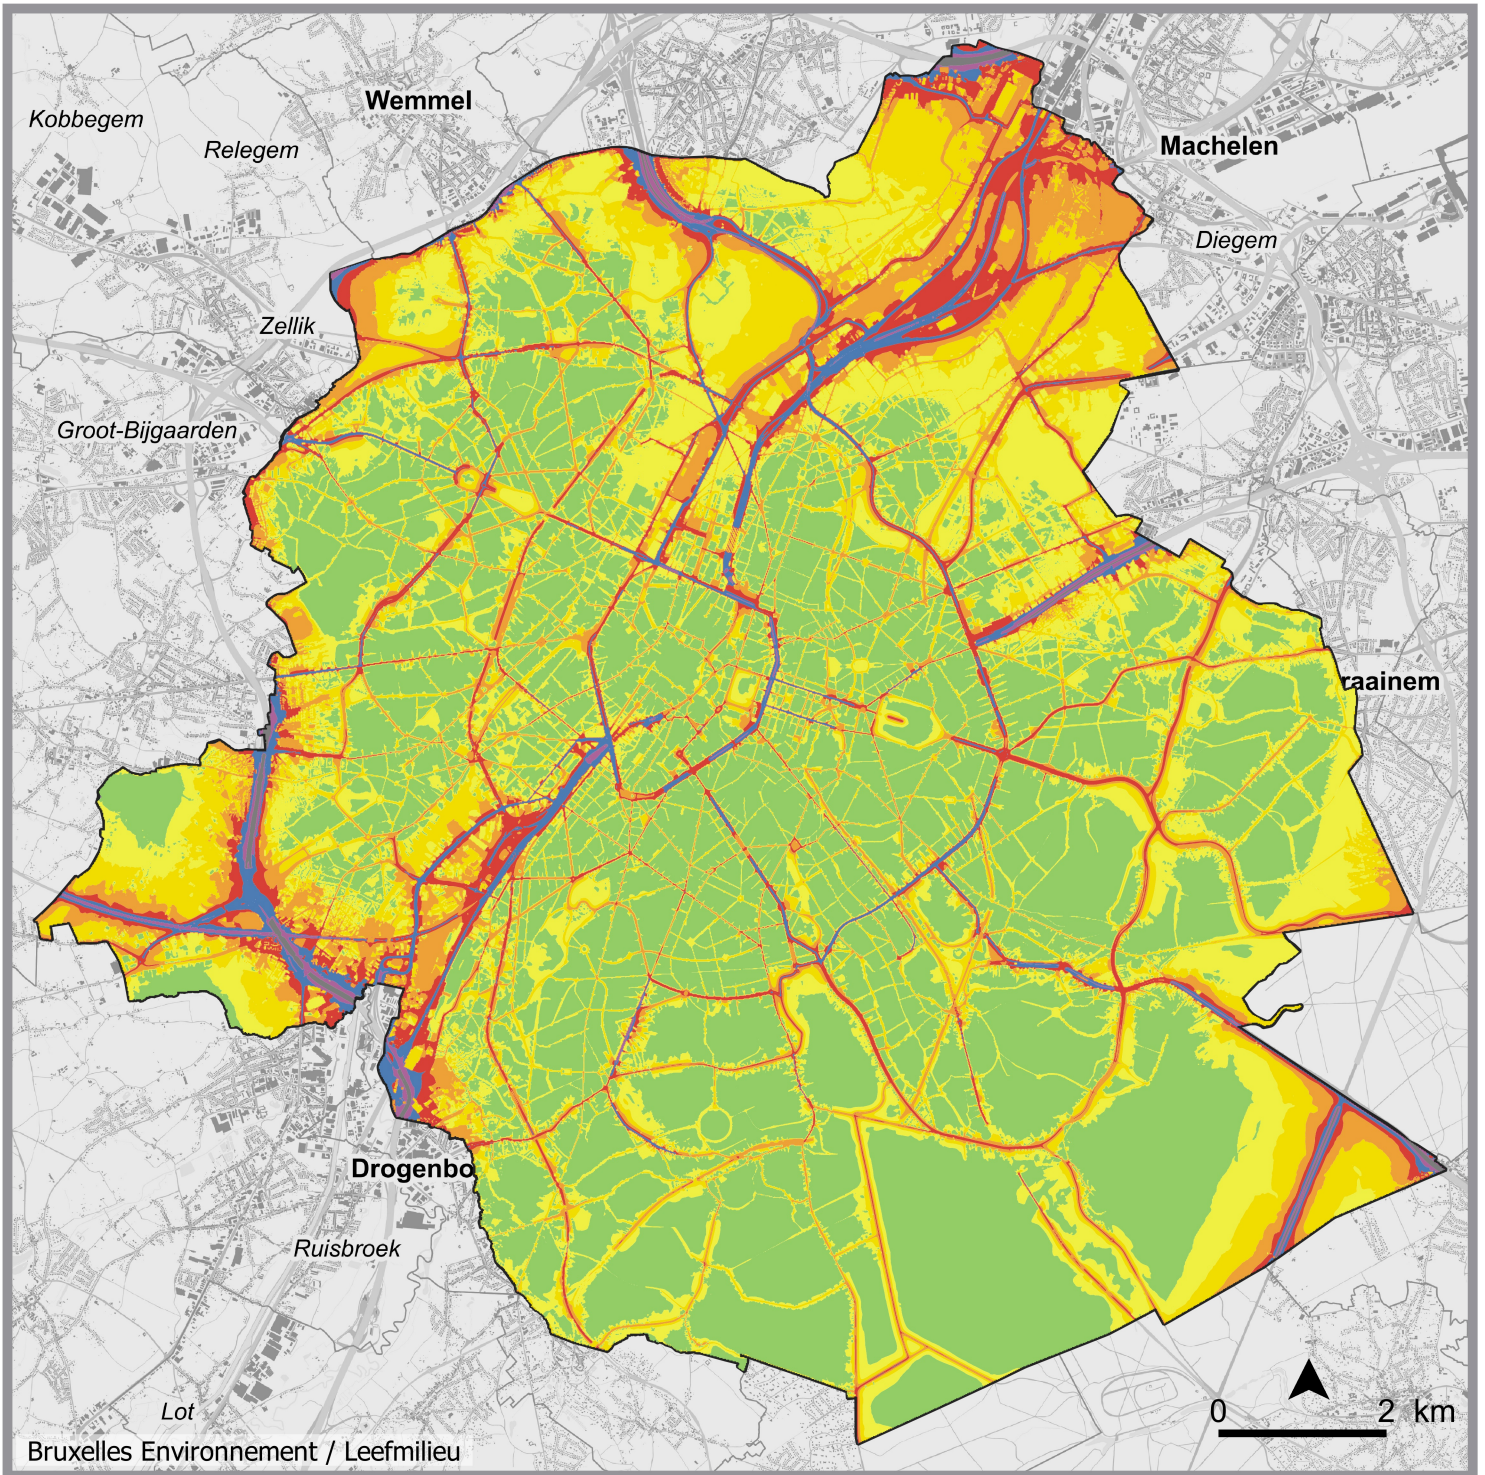 Wemmel
Kobbegem
Relegem
Machelen
Diegem
Zellik
Groot-Bijgaarden
raainem
Drogenbo
Ruisbroek
Lot
0 2 km
Bruxelles Environnement / Leefmilieu